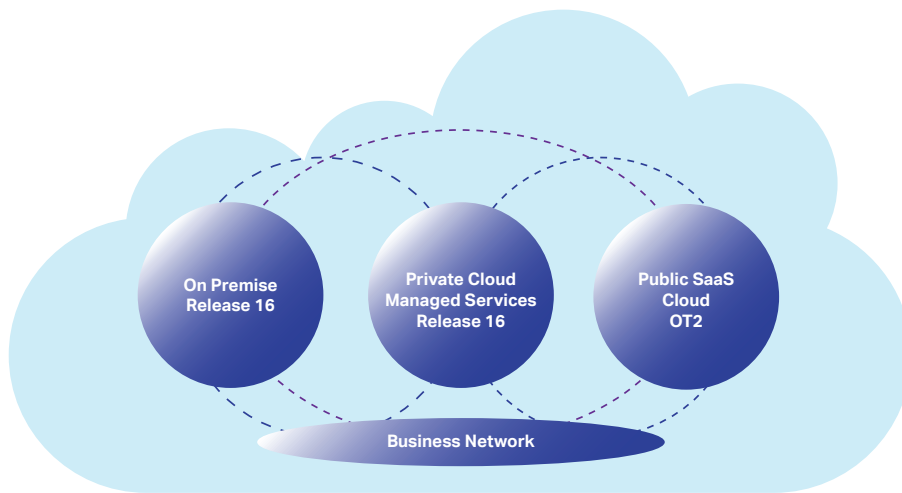 On Premise
Release 16
Private Cloud
Managed Services
Release 16
Public SaaS
Cloud
OT2
Business Network